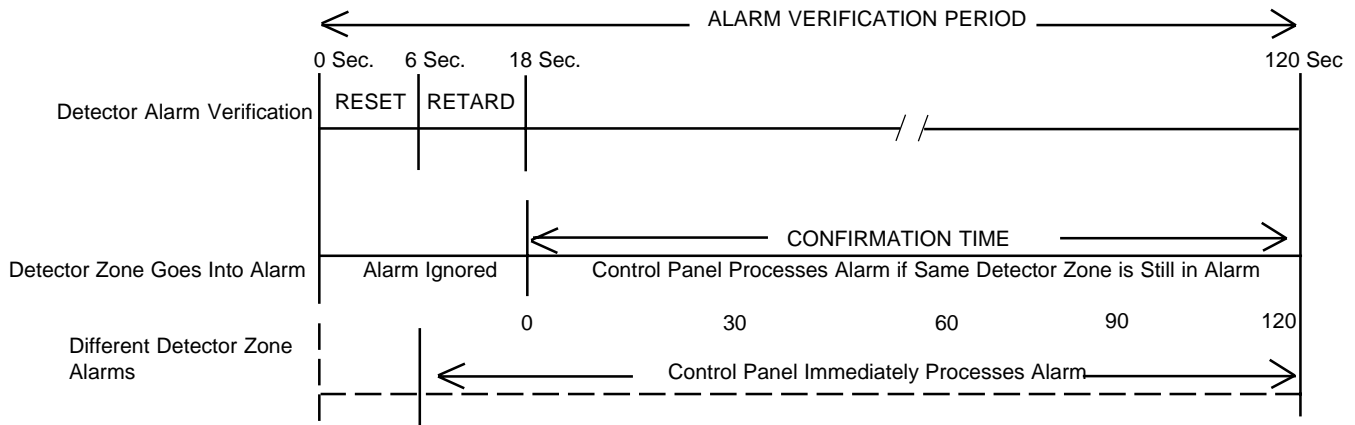 ALARM VERIFICATION PERIOD
0 Sec. 6 Sec. 18 Sec. 120 Sec
Detector Alarm Verification RESET RETARD
CONFIRMATION TIME
Detector Zone Goes Into Alarm Alarm Ignored Control Panel Processes Alarm if Same Detector Zone is Still in Alarm
0 30 60 90 120
Different Detector Zone
Alarms
Control Panel Immediately Processes Alarm